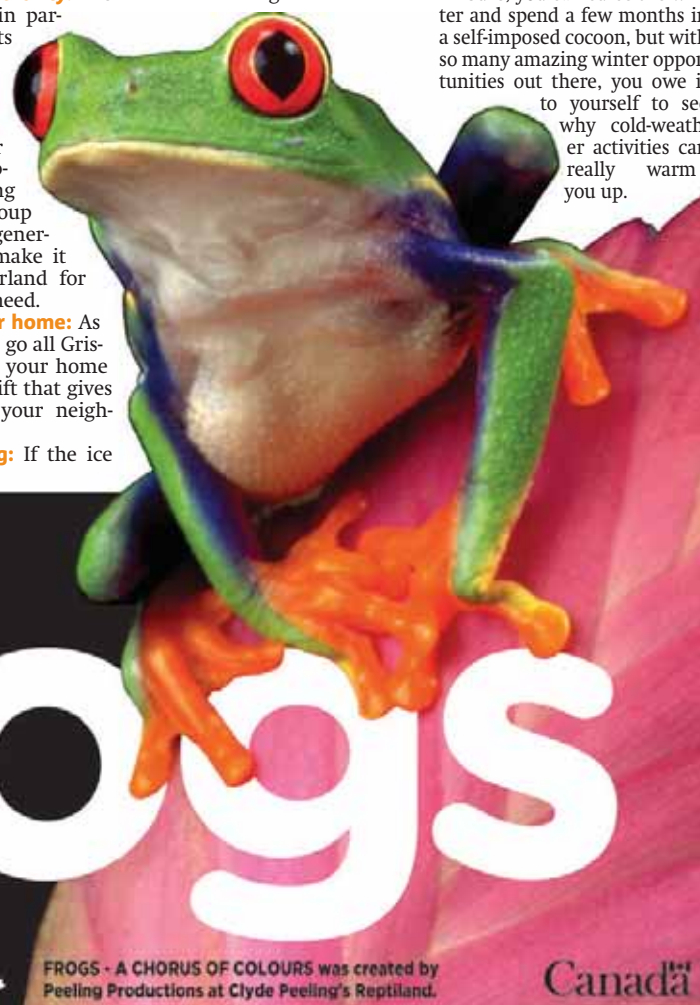 in par-
ts
ng
oup
gener-
make it
rland for
need.
r home: As
go all Gris-
your home
ift that gives
your neigh-
g: If the ice
ter and spend a few months in
a self-imposed cocoon, but with
so many amazing winter oppor
tunities out there, you owe i
to yourself to se
why cold-weath
er activities can
really warm
you up.
ogs
FROGS - A CHORUS OF COLOURS was created by
Peeling Productions at Clyde Peeling's Reptiland.
Canada